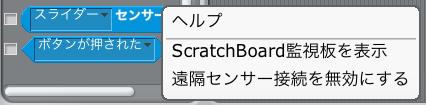 スライダー センサー
ボタンが押された
ヘルプ
ScratchBoard監視板を表示
遠隔センサー接続を無効にする